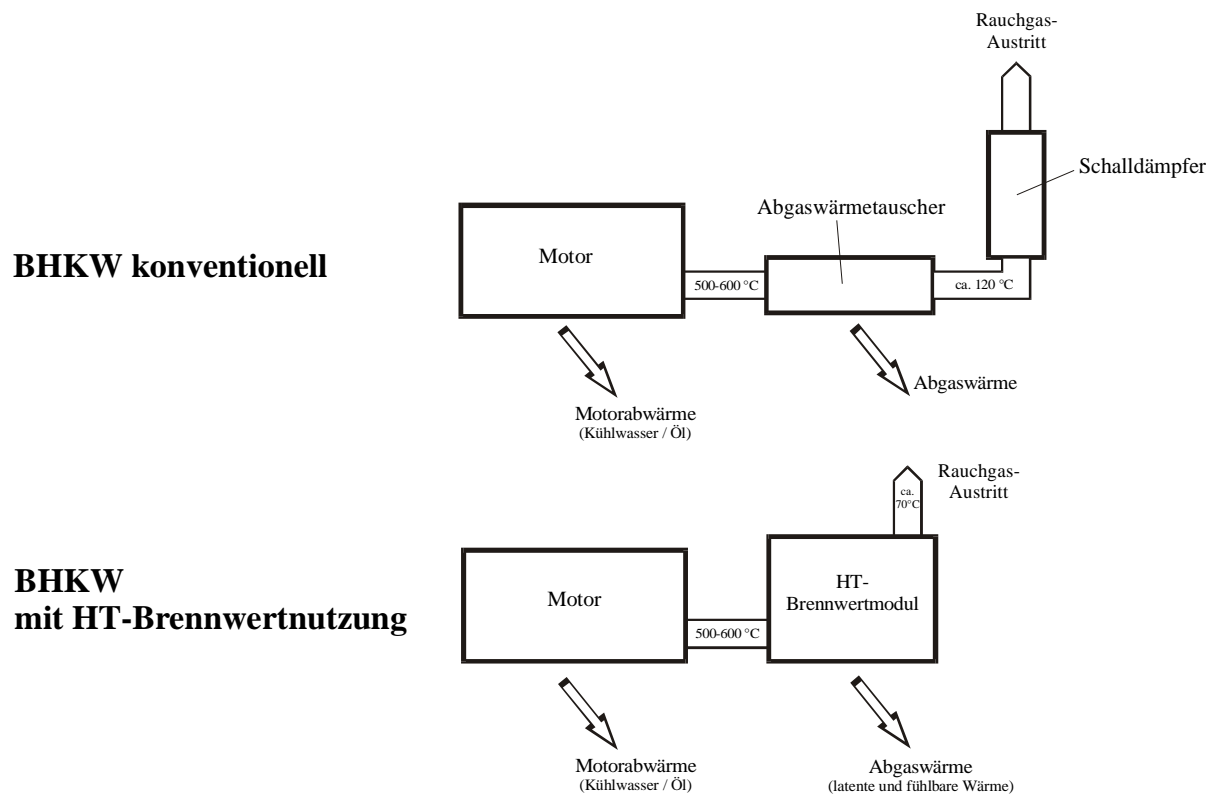 Rauchgas-
Austritt
Schalldämpfer
Abgaswärmetauscher
BHKW konventionell
Motor
500-600 °C
ca. 120 °C
Motorabwärme
(Kühlwasser / Öl)
Abgaswärme
Rauchgas-
Austritt
ca.
70°C
BHKW
mit HT-Brennwertnutzung
Motor
500-600 °C
HT-
Brennwertmodul
Motorabwärme
(Kühlwasser / Öl)
Abgaswärme
(latente und fühlbare Wärme)